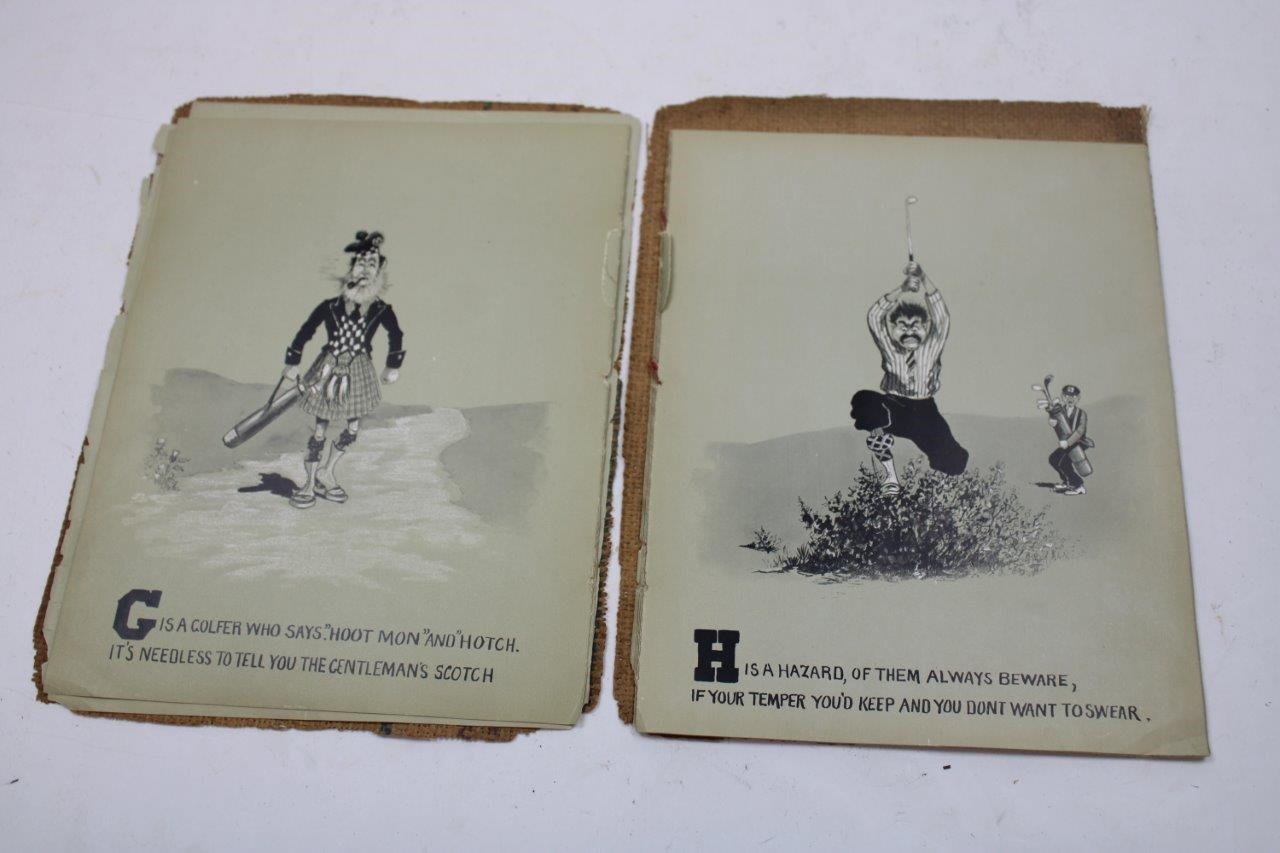 G IS A GOLFER WHO SAYS."HOOT MON" AND "HOTCH.
IT'S NEEDLESS TO TELL YOU THE GENTLEMAN'S SCOTCH
H IS A HAZARD, OF THEM ALWAYS BEWARE,
IF YOUR TEMPER YOU'D KEEP AND YOU DONT WANT TO SWEAR.